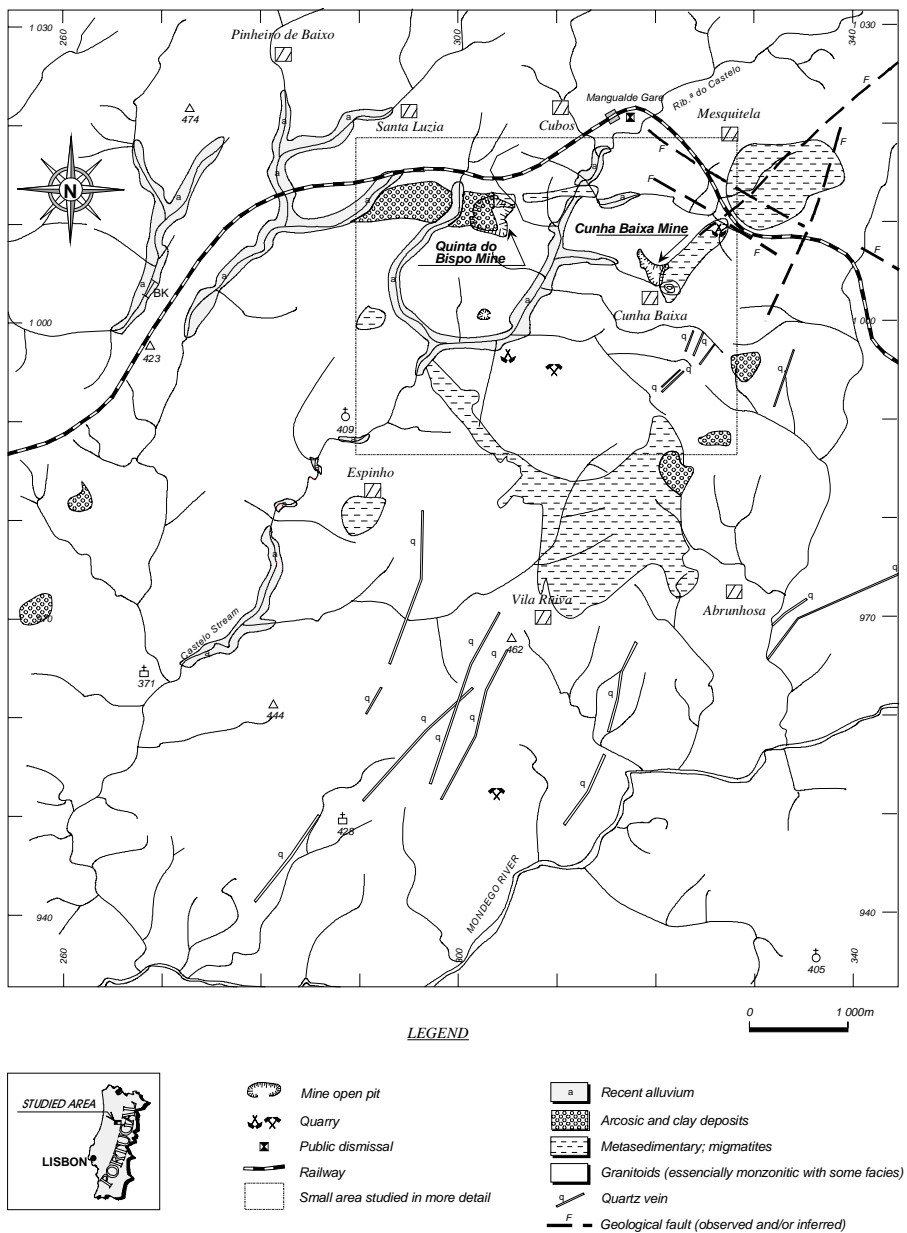 1 030
260
300
1 030
340
Pinheiro de Baixo
474
Santa Luzia
Cubos
Mangualde Gare
Rib.ª do Castelo
Mesquitela
F
F
F
F
F
F
a
a
a
a
a
a
a
a
a
a
N
Quinta do
Bispo Mine
Cunha Baixa Mine
BK
Cunha Baixa
1 000
1 000
423
q
q
q
q
q
409
Espinho
q
q
a
970
970
Vila Ruiva
Abrunhosa
Castelo Stream
a
462
q
q
q
371
444
q
q
q
q
q
428
q
q
MONDEGO RIVER
940
940
260
300
340
405
0
1 000m
LEGEND
STUDIED AREA
LISBON
PORTUGAL
Mine open pit
Quarry
Public dismissal
Railway
Small area studied in more detail
a
Recent alluvium
Arcosic and clay deposits
Metasedimentary; migmatites
Granitoids (essencially monzonitic with some facies)
q
Quartz vein
F
Geological fault (observed and/or inferred)